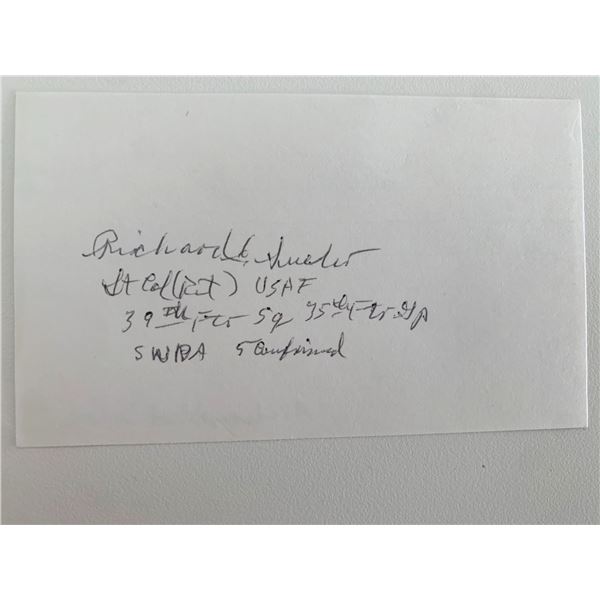 Richard E. Suehr
Lt Col (Ret) USAF
39th Ftr Sq 35th Ftr Gp
SWPA 5 Confirmed